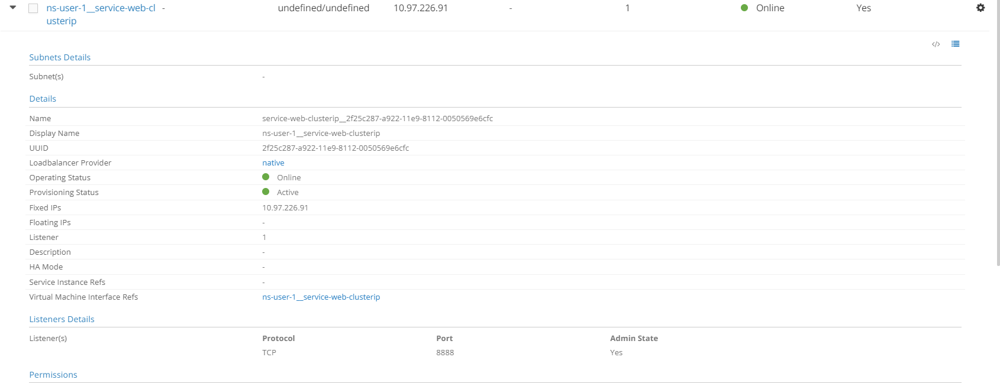 ns-user-1__service-web-cl - undefined/undefined 10.97.226.91 - 1 Online Yes
usterip
</>
Subnets Details
Subnet(s) -
Details
Name service-web-clusterip__2f25c287-a922-11e9-8112-0050569e6cfc
Display Name ns-user-1__service-web-clusterip
UUID 2f25c287-a922-11e9-8112-0050569e6cfc
Loadbalancer Provider native
Operating Status Online
Provisioning Status Active
Fixed IPs 10.97.226.91
Floating IPs -
Listener 1
Description -
HA Mode -
Service Instance Refs -
Virtual Machine Interface Refs ns-user-1__service-web-clusterip
Listeners Details
Listener(s) Protocol Port Admin State
TCP 8888 Yes
Permissions